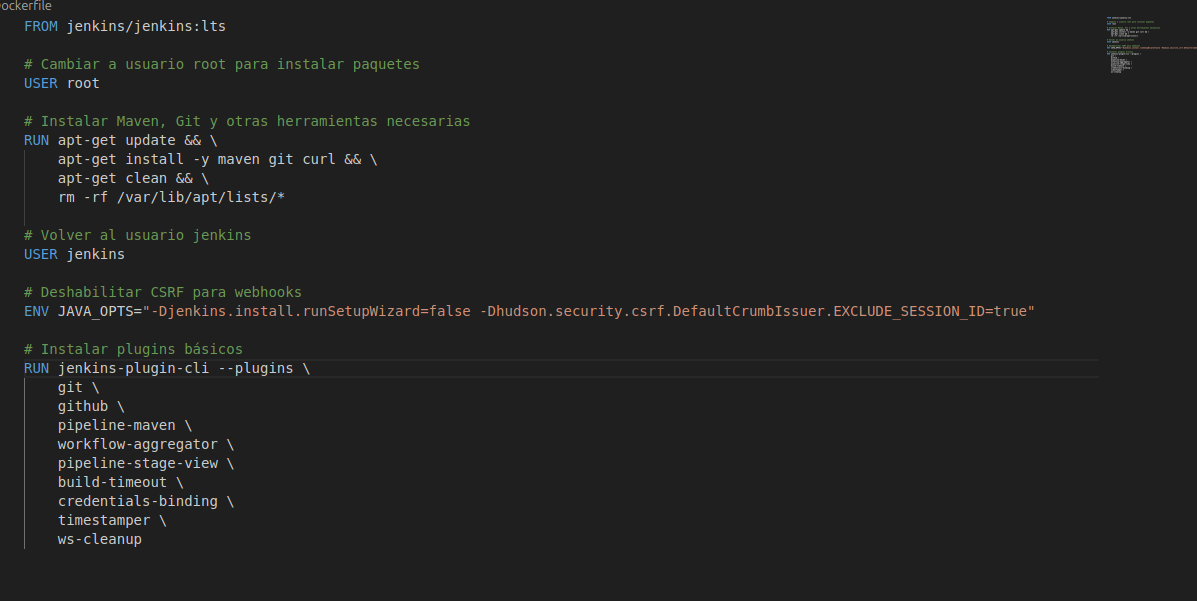 ockerfile
FROM jenkins/jenkins:lts
# Cambiar a usuario root para instalar paquetes
USER root
# Instalar Maven, Git y otras herramientas necesarias
RUN apt-get update && \
apt-get install -y maven git curl && \
apt-get clean && \
rm -rf /var/lib/apt/lists/*
# Volver al usuario jenkins
USER jenkins
# Deshabilitar CSRF para webhooks
ENV JAVA_OPTS="-Djenkins.install.runSetupWizard=false -Dhudson.security.csrf.DefaultCrumbIssuer.EXCLUDE_SESSION_ID=true"
# Instalar plugins básicos
RUN jenkins-plugin-cli --plugins \
git \
github \
pipeline-maven \
workflow-aggregator \
pipeline-stage-view \
build-timeout \
credentials-binding \
timestamper \
ws-cleanup